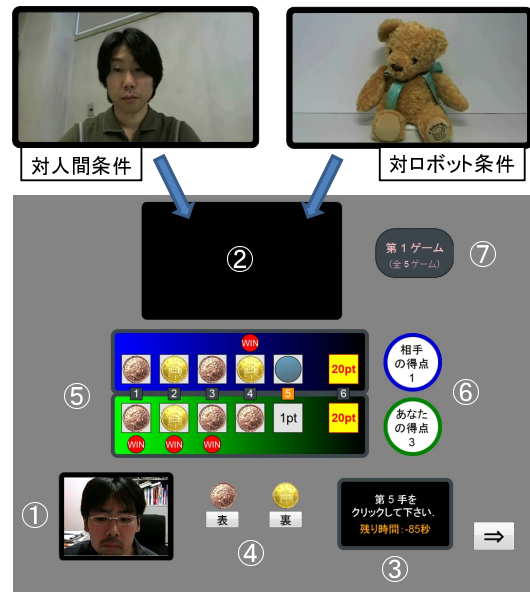 対人間条件
対ロボット条件
②
第1ゲーム
(全5ゲーム)
⑦
WIN
20pt
相手
の得点
1
⑤
1 2 3 4 5 6
⑥
1pt
20pt
あなた
の得点
3
WIN WIN WIN
①
表
裏
④
第5手を
クリックして下さい.
残り時間:-85秒
③
⇒